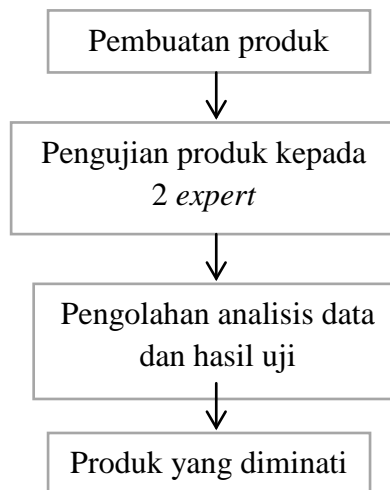 Pembuatan produk
Pengujian produk kepada
2 expert
Pengolahan analisis data
dan hasil uji
Produk yang diminati